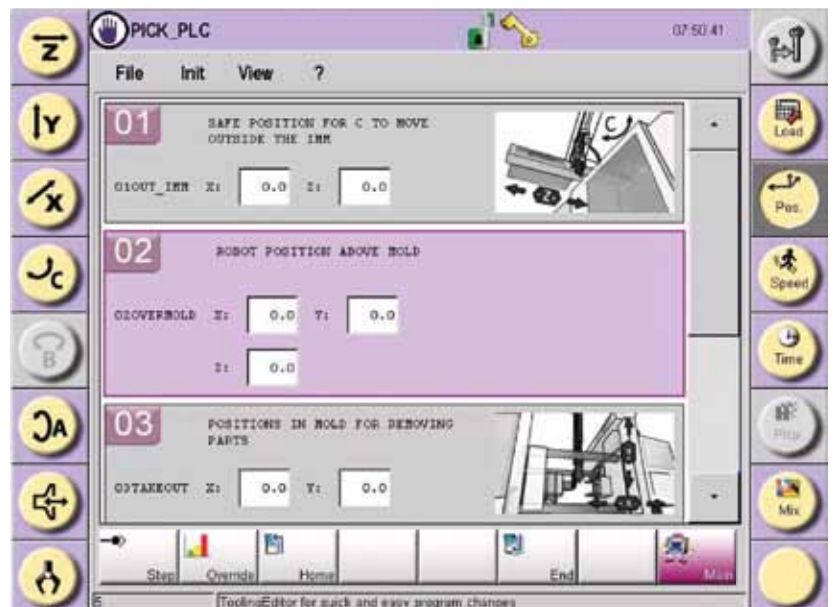 PICK_PLC
07:50:41
File Init View ?
Z
Y
X
C
B
A
01
SAFE POSITION FOR C TO MOVE
OUTSIDE THE IMM
C
01OUT_IMM X: 0.0 Z: 0.0
02
ROBOT POSITION ABOVE MOLD
02OVERMOLD X: 0.0 Y: 0.0
Z: 0.0
03
POSITIONS IN MOLD FOR REMOVING
PARTS
03TAKEOUT X: 0.0 Y: 0.0
Load
Pos.
Speed
Time
Mix
Step Override Home End Main
ToolingEditor for quick and easy program changes